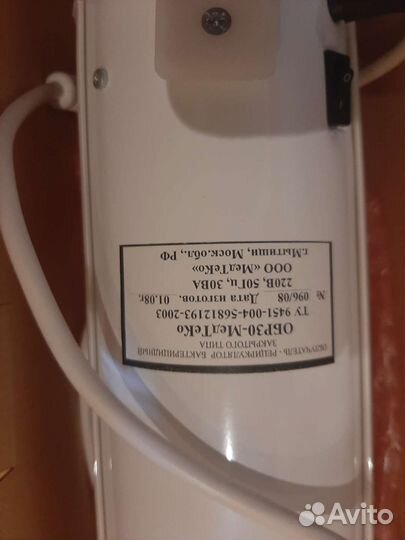 ОБЛУЧАТЕЛЬ - РЕЦИРКУЛЯТОР БАКТЕРИЦИДНЫЙ
ЗАКРЫТОГО ТИПА
ОБР30-МедТеКо
ТУ 9451-004-56812193-2003
№ 096/08 Дата изготов. 01.08г.
220В, 50Гц, 30ВА
ООО «МедТеКо»
г.Мытищи, Моск.обл., РФ
Avito